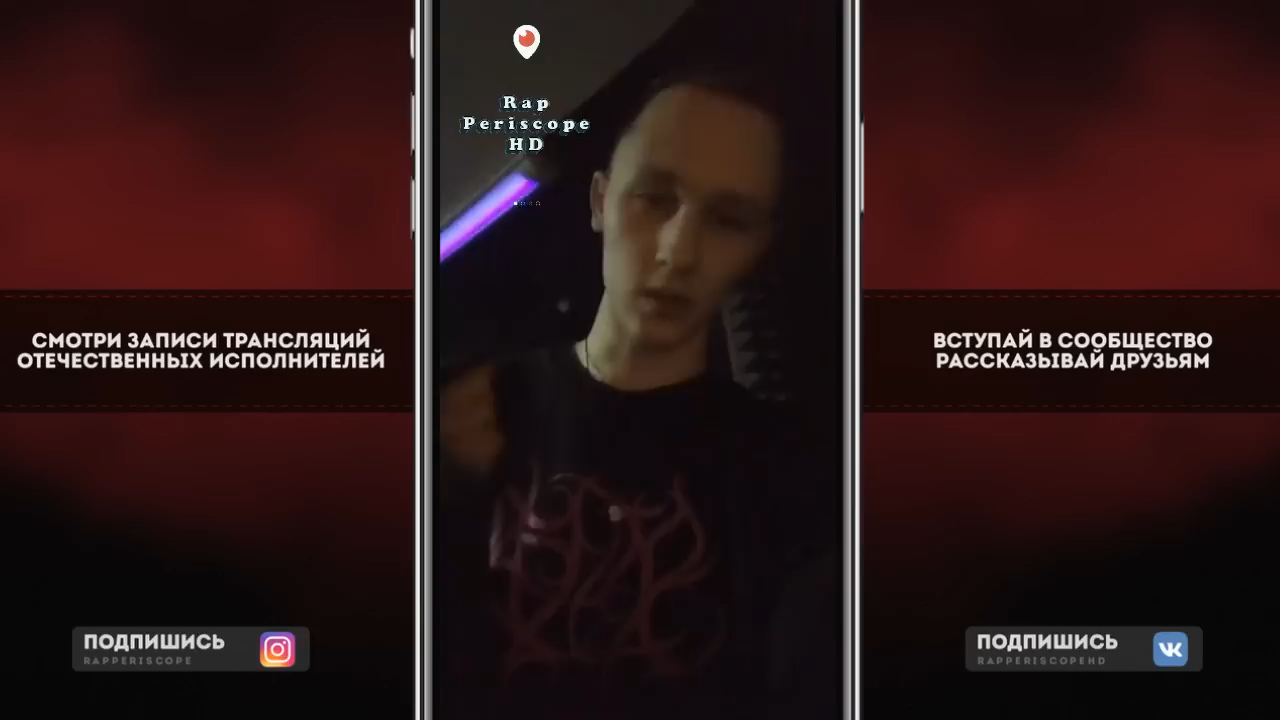 Rap
Periscope
HD
СМОТРИ ЗАПИСИ ТРАНСЛЯЦИЙ
ОТЕЧЕСТВЕННЫХ ИСПОЛНИТЕЛЕЙ
ВСТУПАЙ В СООБЩЕСТВО
РАССКАЗЫВАЙ ДРУЗЬЯМ
ПОДПИШИСЬ
RAPPERISCOPE
ПОДПИШИСЬ
RAPPERISCOPEHD